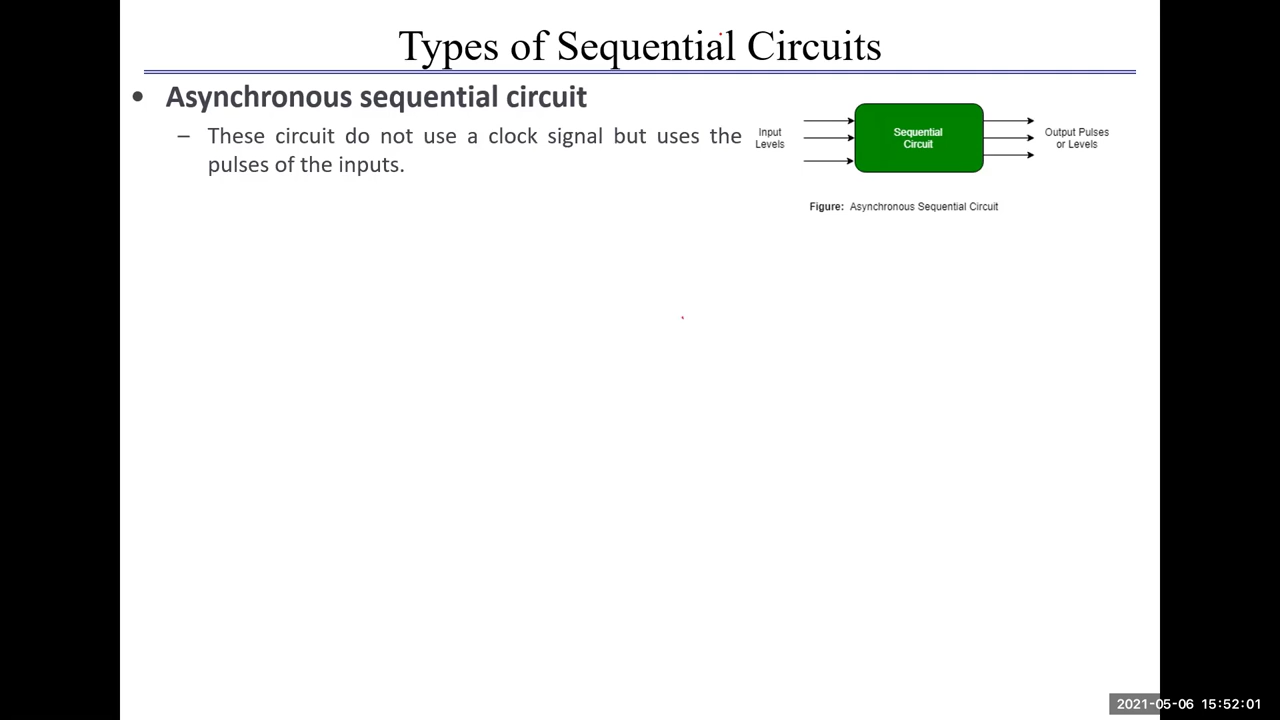 Types of Sequential Circuits
• Asynchronous sequential circuit
– These circuit do not use a clock signal but uses the
pulses of the inputs.
Input
Levels
Sequential
Circuit
Output Pulses
or Levels
Figure: Asynchronous Sequential Circuit
2021-05-06 15:52:01